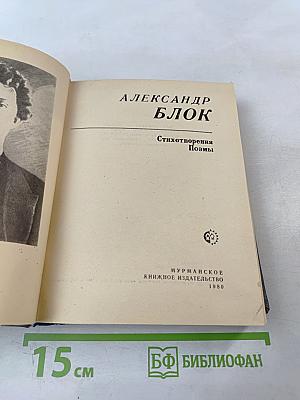 АЛЕКСАНДР
БЛОК
Стихотворения
Поэмы
МУРМАНСКОЕ
КНИЖНОЕ ИЗДАТЕЛЬСТВО
1980
15 см
БФ БИБЛИОФАН